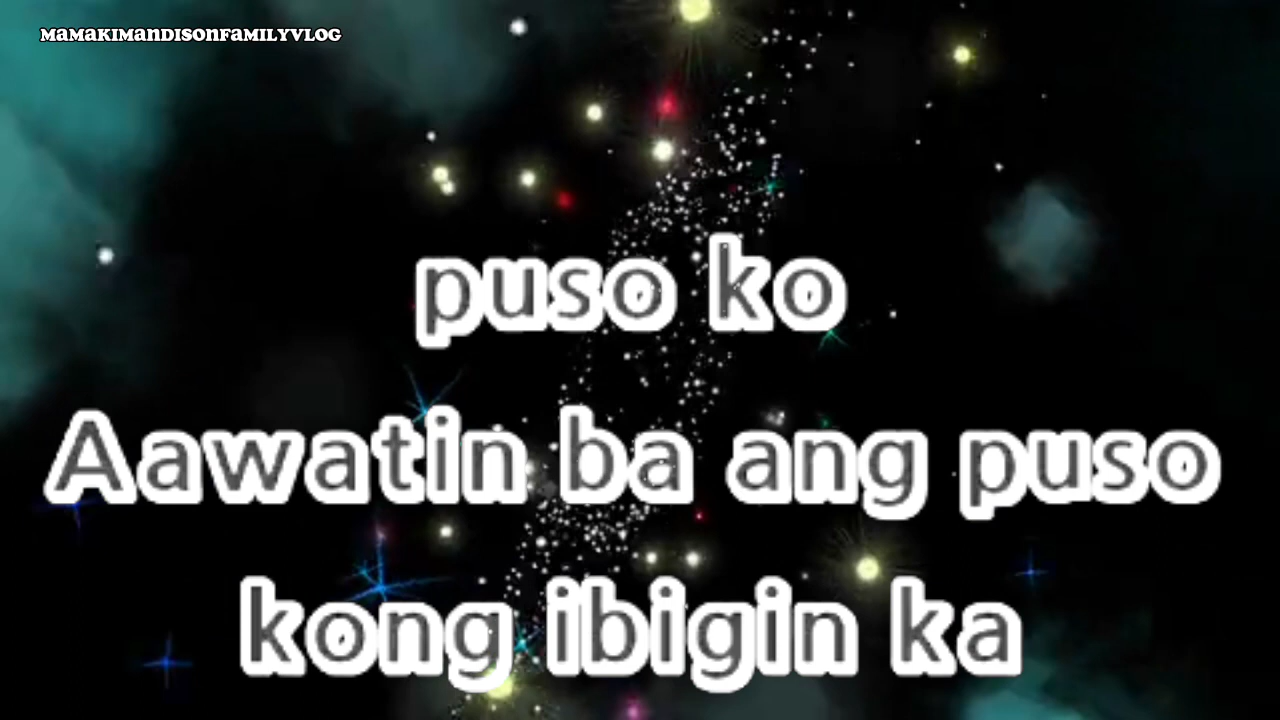 MAMAKIMANDISONFAMILYVLOG
puso ko
Aawatin ba ang puso
kong ibigin ka